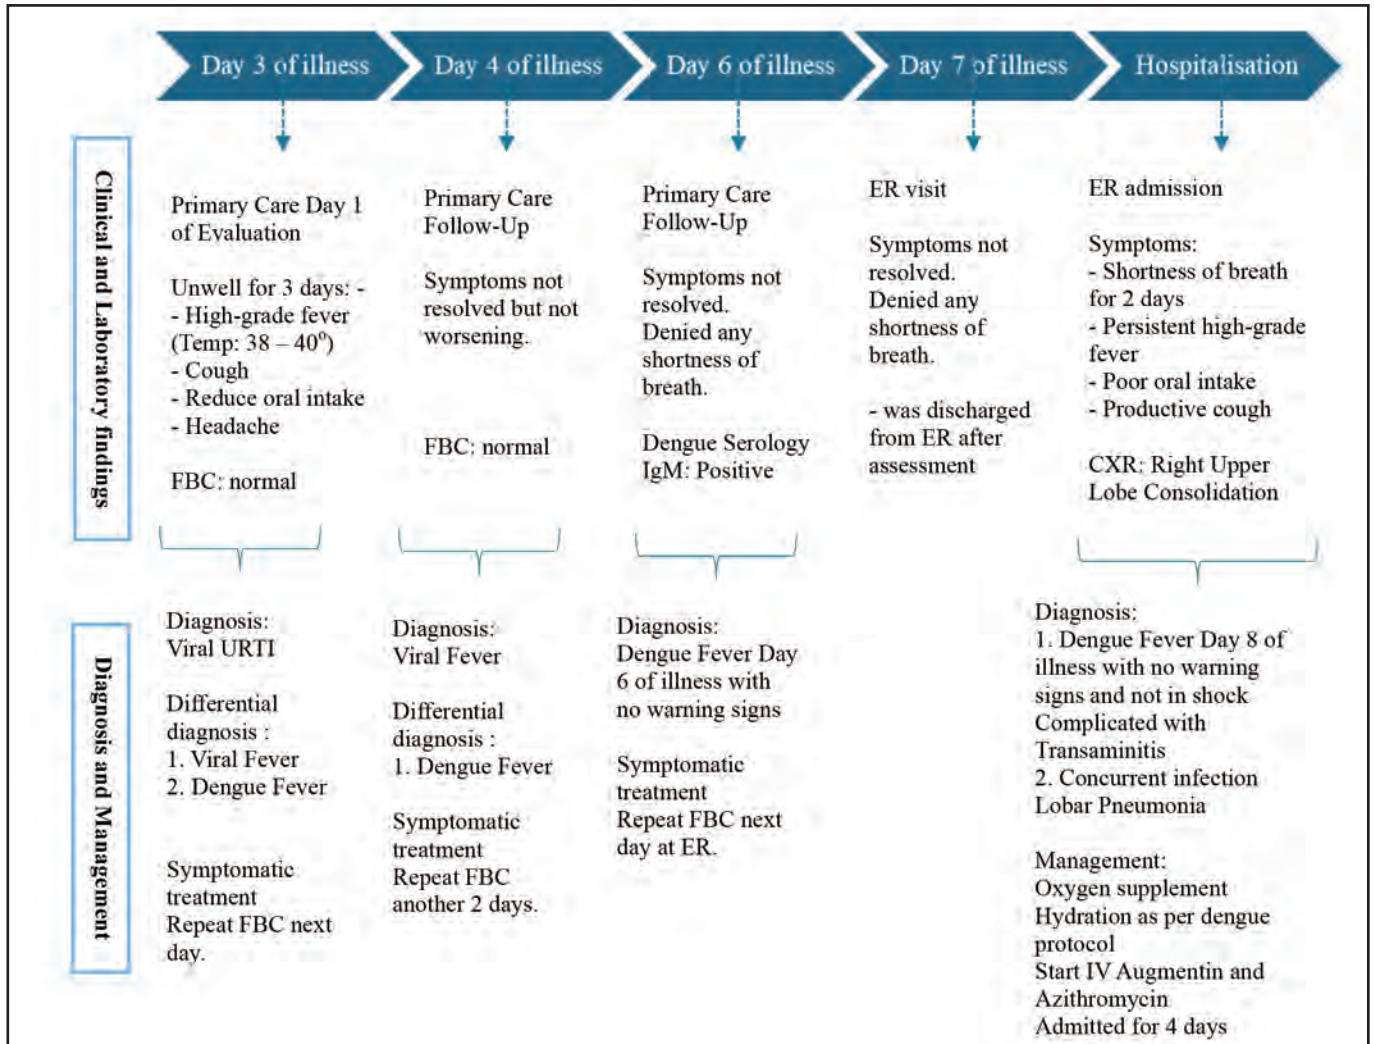 Day 3 of illness
Day 4 of illness
Day 6 of illness
Day 7 of illness
Hospitalisation
Clinical and Laboratory findings
Primary Care Day 1
of Evaluation
Unwell for 3 days: -
- High-grade fever
(Temp: 38 – 40⁰)
- Cough
- Reduce oral intake
- Headache
FBC: normal
Primary Care
Follow-Up
Symptoms not
resolved but not
worsening.
FBC: normal
Primary Care
Follow-Up
Symptoms not
resolved.
Denied any
shortness of
breath.
Dengue Serology
IgM: Positive
ER visit
Symptoms not
resolved.
Denied any
shortness of
breath.
- was discharged
from ER after
assessment
ER admission
Symptoms:
- Shortness of breath
for 2 days
- Persistent high-grade
fever
- Poor oral intake
- Productive cough
CXR: Right Upper
Lobe Consolidation
Diagnosis and Management
Diagnosis:
Viral URTI
Differential
diagnosis :
1. Viral Fever
2. Dengue Fever
Symptomatic
treatment
Repeat FBC next
day.
Diagnosis:
Viral Fever
Differential
diagnosis :
1. Dengue Fever
Symptomatic
treatment
Repeat FBC
another 2 days.
Diagnosis:
Dengue Fever Day
6 of illness with
no warning signs
Symptomatic
treatment
Repeat FBC next
day at ER.
Diagnosis:
1. Dengue Fever Day 8 of
illness with no warning
signs and not in shock
Complicated with
Transaminitis
2. Concurrent infection
Lobar Pneumonia
Management:
Oxygen supplement
Hydration as per dengue
protocol
Start IV Augmentin and
Azithromycin
Admitted for 4 days